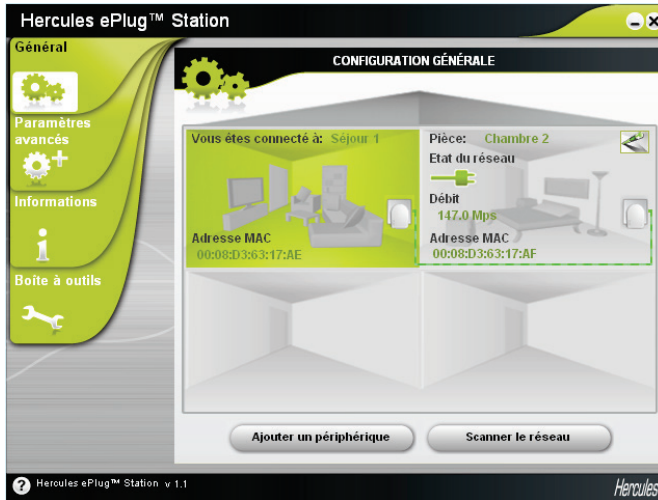 Hercules ePlug™ Station
Général
Paramètres
avancés
Informations
Boîte à outils
CONFIGURATION GÉNÉRALE
Vous êtes connecté à: Séjour 1
Adresse MAC
00:08:D3:63:17:AE
Pièce: Chambre 2
Etat du réseau
Débit
147.0 Mps
Adresse MAC
00:08:D3:63:17:AF
Ajouter un périphérique
Scanner le réseau
? Hercules ePlug™ Station v 1.1
Hercules